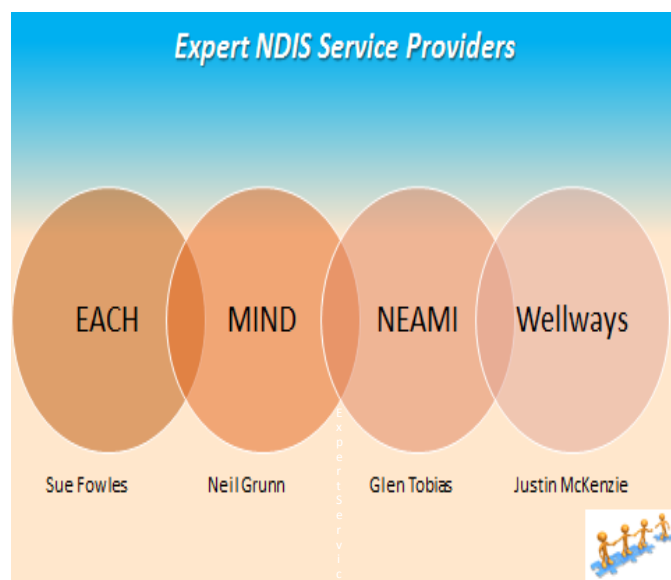 Expert NDIS Service Providers
EACH
MIND
NEAMI
Wellways
Sue Fowles
Neil Grunn
Glen Tobias
Justin McKenzie
E
x
p
e
r
t
S
e
r
v
i
c